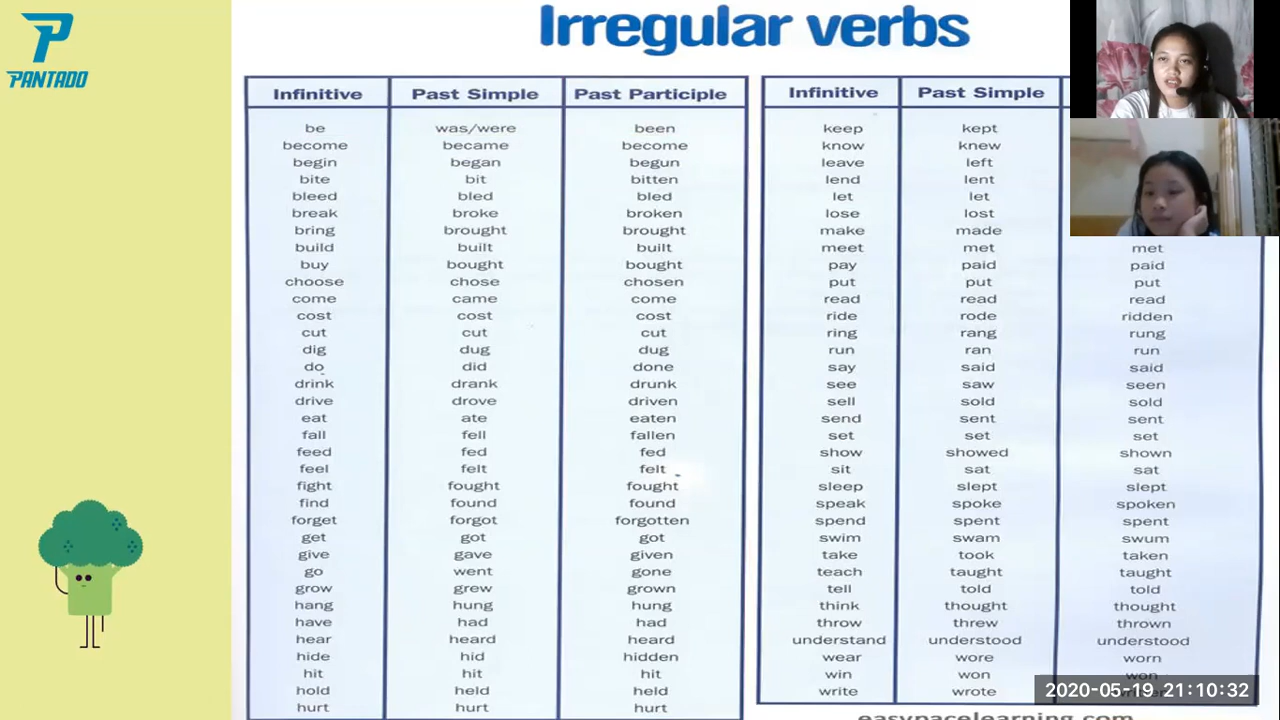 PANTADO
Irregular verbs
Infinitive Past Simple Past Participle
be was/were been
become became become
begin began begun
bite bit bitten
bleed bled bled
break broke broken
bring brought brought
build built built
buy bought bought
choose chose chosen
come came come
cost cost cost
cut cut cut
dig dug dug
do did done
drink drank drunk
drive drove driven
eat ate eaten
fall fell fallen
feed fed fed
feel felt felt
fight fought fought
find found found
forget forgot forgotten
get got got
give gave given
go went gone
grow grew grown
hang hung hung
have had had
hear heard heard
hide hid hidden
hit hit hit
hold held held
hurt hurt hurt
Infinitive Past Simple
keep kept
know knew
leave left
lend lent
let let
lose lost
make made
meet met met
pay paid paid
put put put
read read read
ride rode ridden
ring rang rung
run ran run
say said said
see saw seen
sell sold sold
send sent sent
set set set
show showed shown
sit sat sat
sleep slept slept
speak spoke spoken
spend spent spent
swim swam swum
take took taken
teach taught taught
tell told told
think thought thought
throw threw thrown
understand understood understood
wear wore worn
win won won
write wrote
2020-05-19 21:10:32
easypacelearning.com